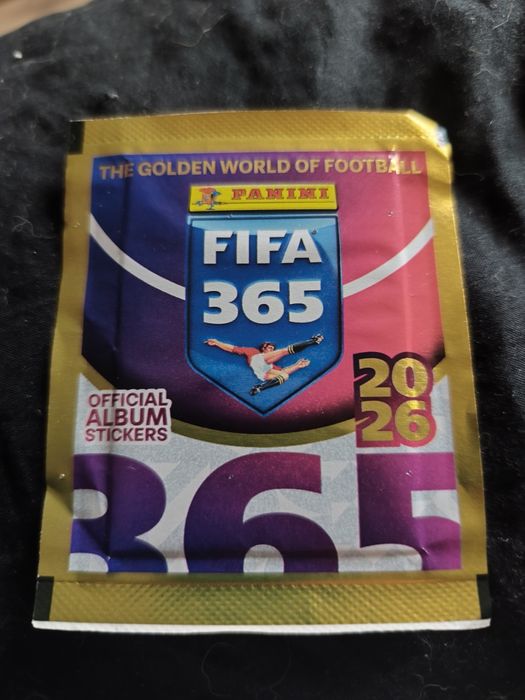 THE GOLDEN WORLD OF FOOTBALL
PANINI
FIFA
365
OFFICIAL
ALBUM
STICKERS
20
26
365